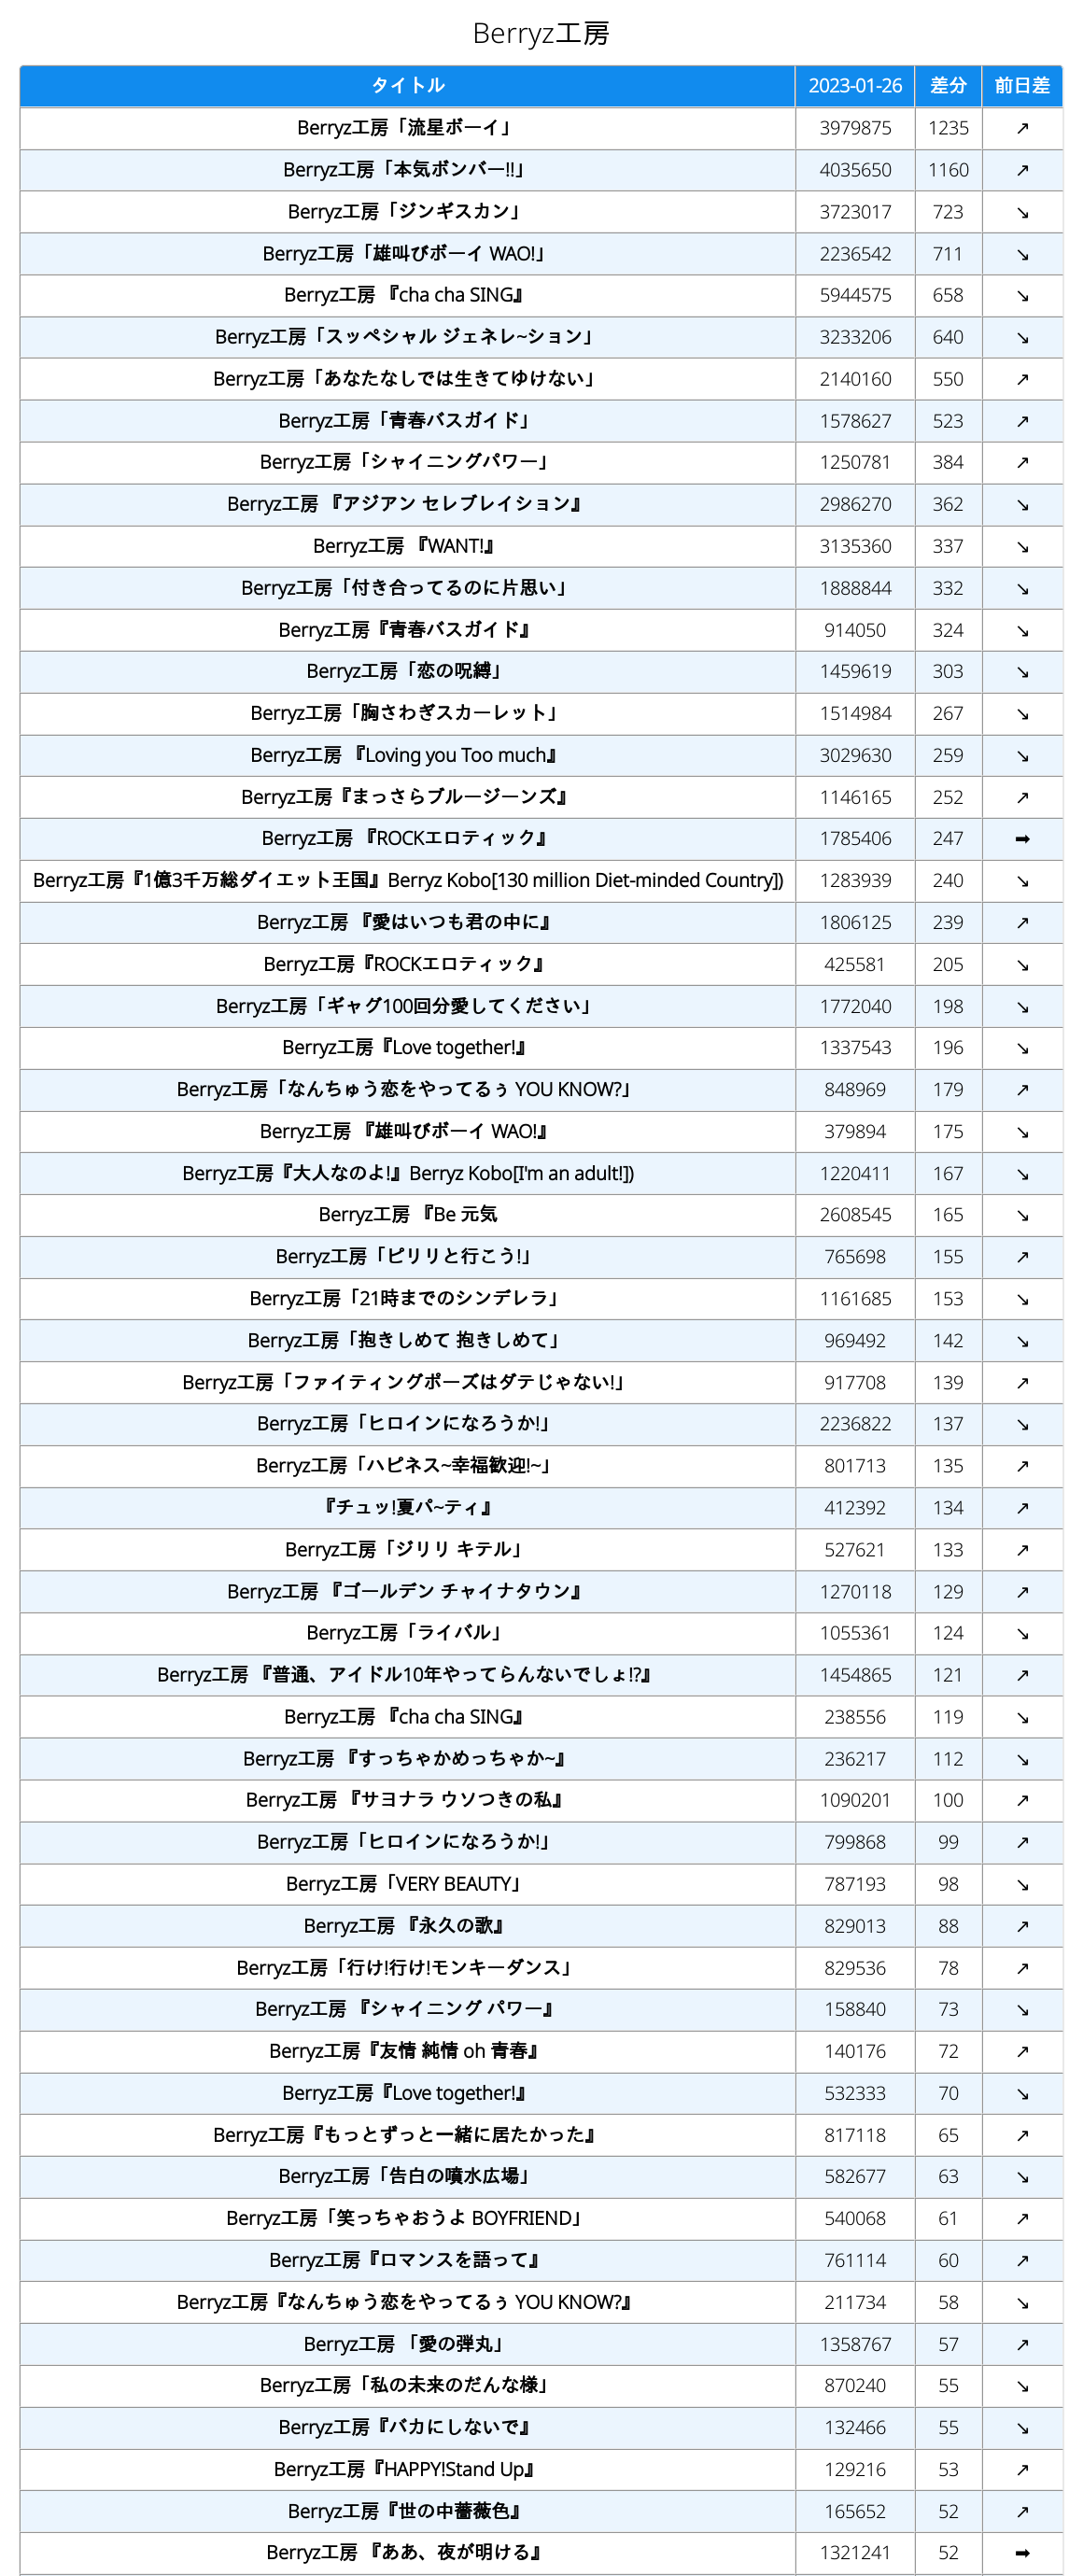 Berryz工房
タイトル 2023-01-26 差分 前日差
Berryz工房「流星ボーイ」 3979875 1235 ↗
Berryz工房「本気ボンバー!!」 4035650 1160 ↗
Berryz工房「ジンギスカン」 3723017 723 ↘
Berryz工房「雄叫びボーイ WAO!」 2236542 711 ↘
Berryz工房 『cha cha SING』 5944575 658 ↘
Berryz工房「スッペシャル ジェネレ~ション」 3233206 640 ↘
Berryz工房「あなたなしでは生きてゆけない」 2140160 550 ↗
Berryz工房「青春バスガイド」 1578627 523 ↗
Berryz工房「シャイニングパワー」 1250781 384 ↗
Berryz工房 『アジアン セレブレイション』 2986270 362 ↘
Berryz工房 『WANT!』 3135360 337 ↘
Berryz工房「付き合ってるのに片思い」 1888844 332 ↘
Berryz工房『青春バスガイド』 914050 324 ↘
Berryz工房「恋の呪縛」 1459619 303 ↘
Berryz工房「胸さわぎスカーレット」 1514984 267 ↘
Berryz工房 『Loving you Too much』 3029630 259 ↘
Berryz工房『まっさらブルージーンズ』 1146165 252 ↗
Berryz工房 『ROCKエロティック』 1785406 247 ➡
Berryz工房『1億3千万総ダイエット王国』Berryz Kobo[130 million Diet-minded Country]) 1283939 240 ↘
Berryz工房 『愛はいつも君の中に』 1806125 239 ↗
Berryz工房『ROCKエロティック』 425581 205 ↘
Berryz工房「ギャグ100回分愛してください」 1772040 198 ↘
Berryz工房『Love together!』 1337543 196 ↘
Berryz工房「なんちゅう恋をやってるぅ YOU KNOW?」 848969 179 ↗
Berryz工房 『雄叫びボーイ WAO!』 379894 175 ↘
Berryz工房『大人なのよ!』Berryz Kobo[I'm an adult!]) 1220411 167 ↘
Berryz工房 『Be 元気 2608545 165 ↘
Berryz工房「ピリリと行こう!」 765698 155 ↗
Berryz工房「21時までのシンデレラ」 1161685 153 ↘
Berryz工房「抱きしめて 抱きしめて」 969492 142 ↘
Berryz工房「ファイティングポーズはダテじゃない!」 917708 139 ↗
Berryz工房「ヒロインになろうか!」 2236822 137 ↘
Berryz工房「ハピネス~幸福歓迎!~」 801713 135 ↗
『チュッ!夏パ~ティ』 412392 134 ↗
Berryz工房「ジリリ キテル」 527621 133 ↗
Berryz工房 『ゴールデン チャイナタウン』 1270118 129 ↗
Berryz工房「ライバル」 1055361 124 ↘
Berryz工房 『普通、アイドル10年やってらんないでしょ!?』 1454865 121 ↗
Berryz工房 『cha cha SING』 238556 119 ↘
Berryz工房 『すっちゃかめっちゃか~』 236217 112 ↘
Berryz工房 『サヨナラ ウソつきの私』 1090201 100 ↗
Berryz工房「ヒロインになろうか!」 799868 99 ↗
Berryz工房「VERY BEAUTY」 787193 98 ↘
Berryz工房 『永久の歌』 829013 88 ↗
Berryz工房「行け!行け!モンキーダンス」 829536 78 ↗
Berryz工房 『シャイニング パワー』 158840 73 ↘
Berryz工房『友情 純情 oh 青春』 140176 72 ↗
Berryz工房『Love together!』 532333 70 ↘
Berryz工房『もっとずっと一緒に居たかった』 817118 65 ↗
Berryz工房「告白の噴水広場」 582677 63 ↘
Berryz工房「笑っちゃおうよ BOYFRIEND」 540068 61 ↗
Berryz工房『ロマンスを語って』 761114 60 ↗
Berryz工房『なんちゅう恋をやってるぅ YOU KNOW?』 211734 58 ↘
Berryz工房 「愛の弾丸」 1358767 57 ↗
Berryz工房「私の未来のだんな様」 870240 55 ↘
Berryz工房『バカにしないで』 132466 55 ↘
Berryz工房『HAPPY!Stand Up』 129216 53 ↗
Berryz工房『世の中薔薇色』 165652 52 ↗
Berryz工房 『ああ、夜が明ける』 1321241 52 ➡